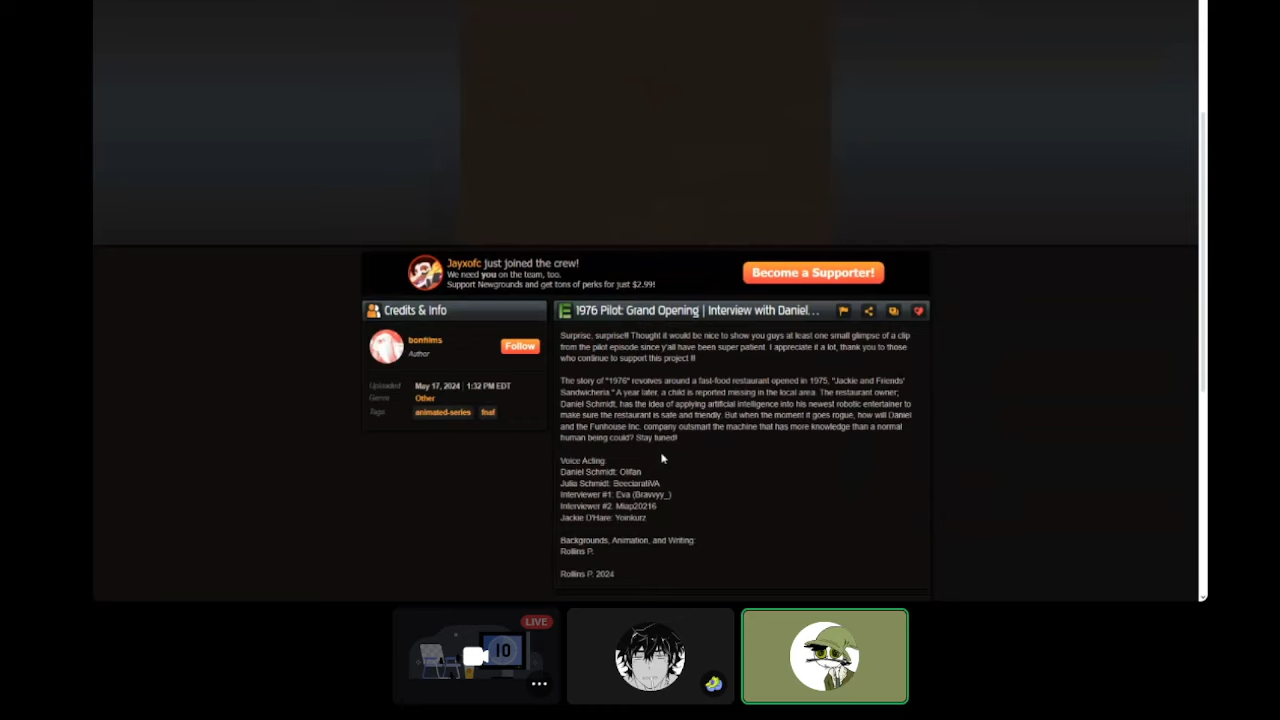 Jayxofc just joined the crew!
We need you on the team, too.
Support Newgrounds and get tons of perks for just $2.99!
Become a Supporter!
Credits & Info
bcnfilms
Author
Follow
Uploaded May 17, 2024 | 1:32 PM EDT
Genre Other
Tags animated-series fnaf
E 1976 Pilot: Grand Opening | Interview with Daniel...
Surprise, surprise!! Thought it would be nice to show you guys at least one small glimpse of a clip
from the pilot episode since y'all have been super patient. I appreciate it a lot, thank you to those
who continue to support this project !!
The story of "1976" revolves around a fast-food restaurant opened in 1975, "Jackie and Friends'
Sandwicheria." A year later, a child is reported missing in the local area. The restaurant owner;
Daniel Schmidt, has the idea of applying artificial intelligence into his newest robotic entertainer to
make sure the restaurant is safe and friendly. But when the moment it goes rogue, how will Daniel
and the Funhouse Inc. company outsmart the machine that has more knowledge than a normal
human being could? Stay tuned!
Voice Acting:
Daniel Schmidt: Olifan
Julia Schmidt: BeeciaratiVA
Interviewer #1: Eva (Bravvyy_)
Interviewer #2: Miap20216
Jackie D'Hare: Yoinkurz
Backgrounds, Animation, and Writing:
Rollins P.
Rollins P. 2024
LIVE
10